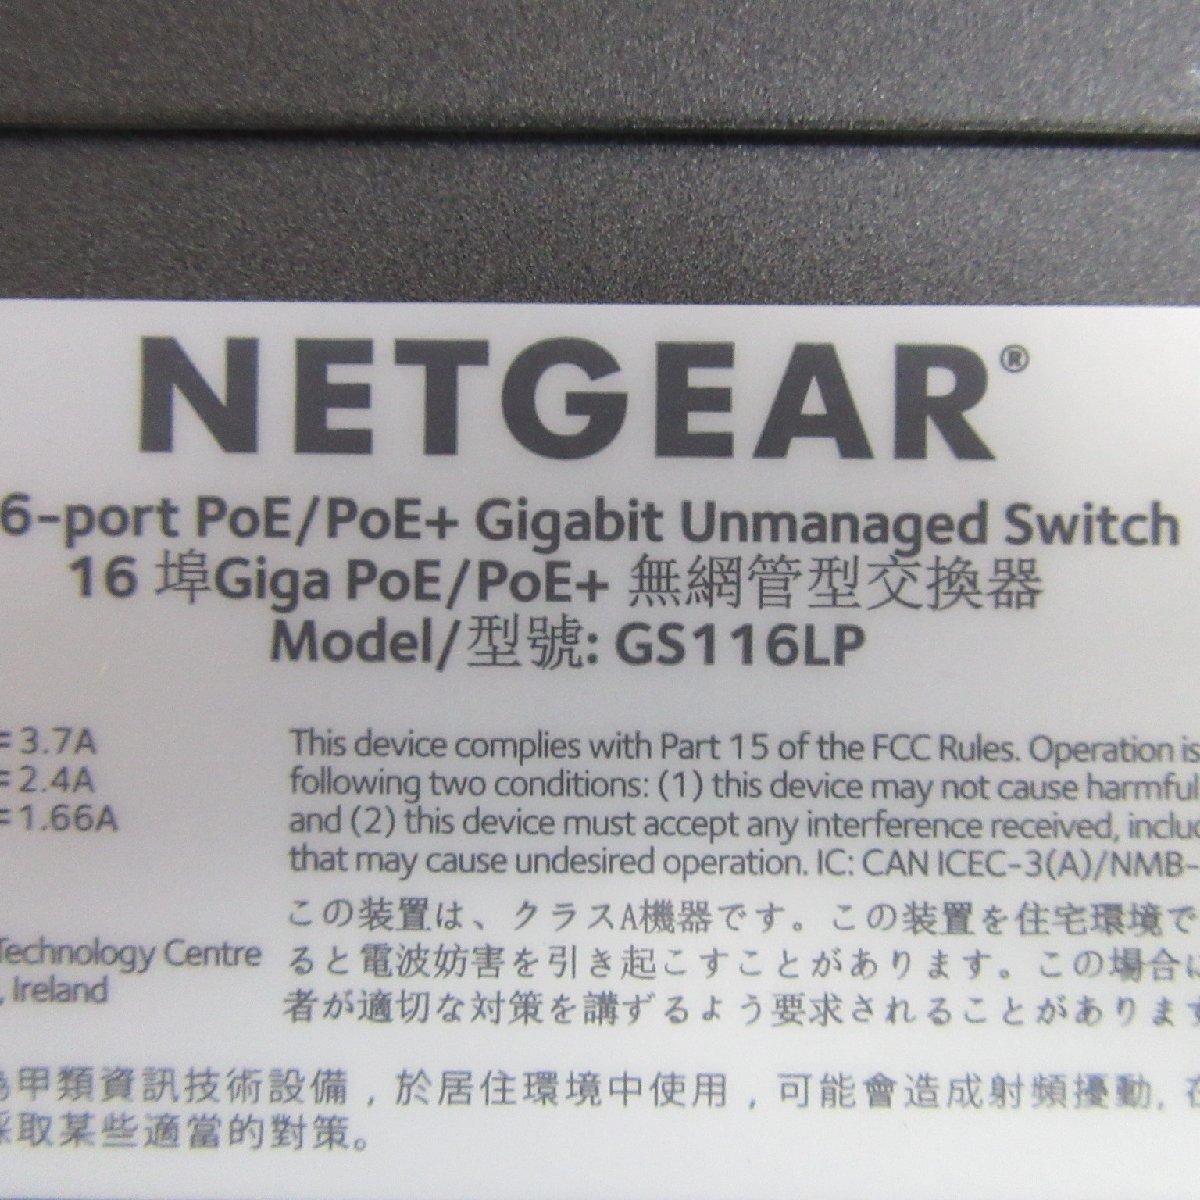 NETGEAR®
6-port PoE/PoE+ Gigabit Unmanaged Switch
16 埠Giga PoE/PoE+ 無網管型交換器
Model/型號: GS116LP
= 3.7A
= 2.4A
= 1.66A
This device complies with Part 15 of the FCC Rules. Operation is
following two conditions: (1) this device may not cause harmful
and (2) this device must accept any interference received, inclu
that may cause undesired operation. IC: CAN ICEC-3(A)/NMB-
Technology Centre
, Ireland
この装置は、クラスA機器です。この装置を住宅環境で
ると電波妨害を引き起こすことがあります。この場合に
者が適切な対策を講ずるよう要求されることがあります
為甲類資訊技術設備，於居住環境中使用，可能會造成射頻擾動, 在
採取某些適當的對策。